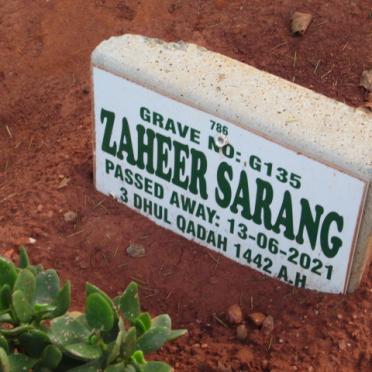 786
GRAVE NO: G135
ZAHEER SARANG
PASSED AWAY: 13-06-2021
3 DHUL QADAH 1442 A.H